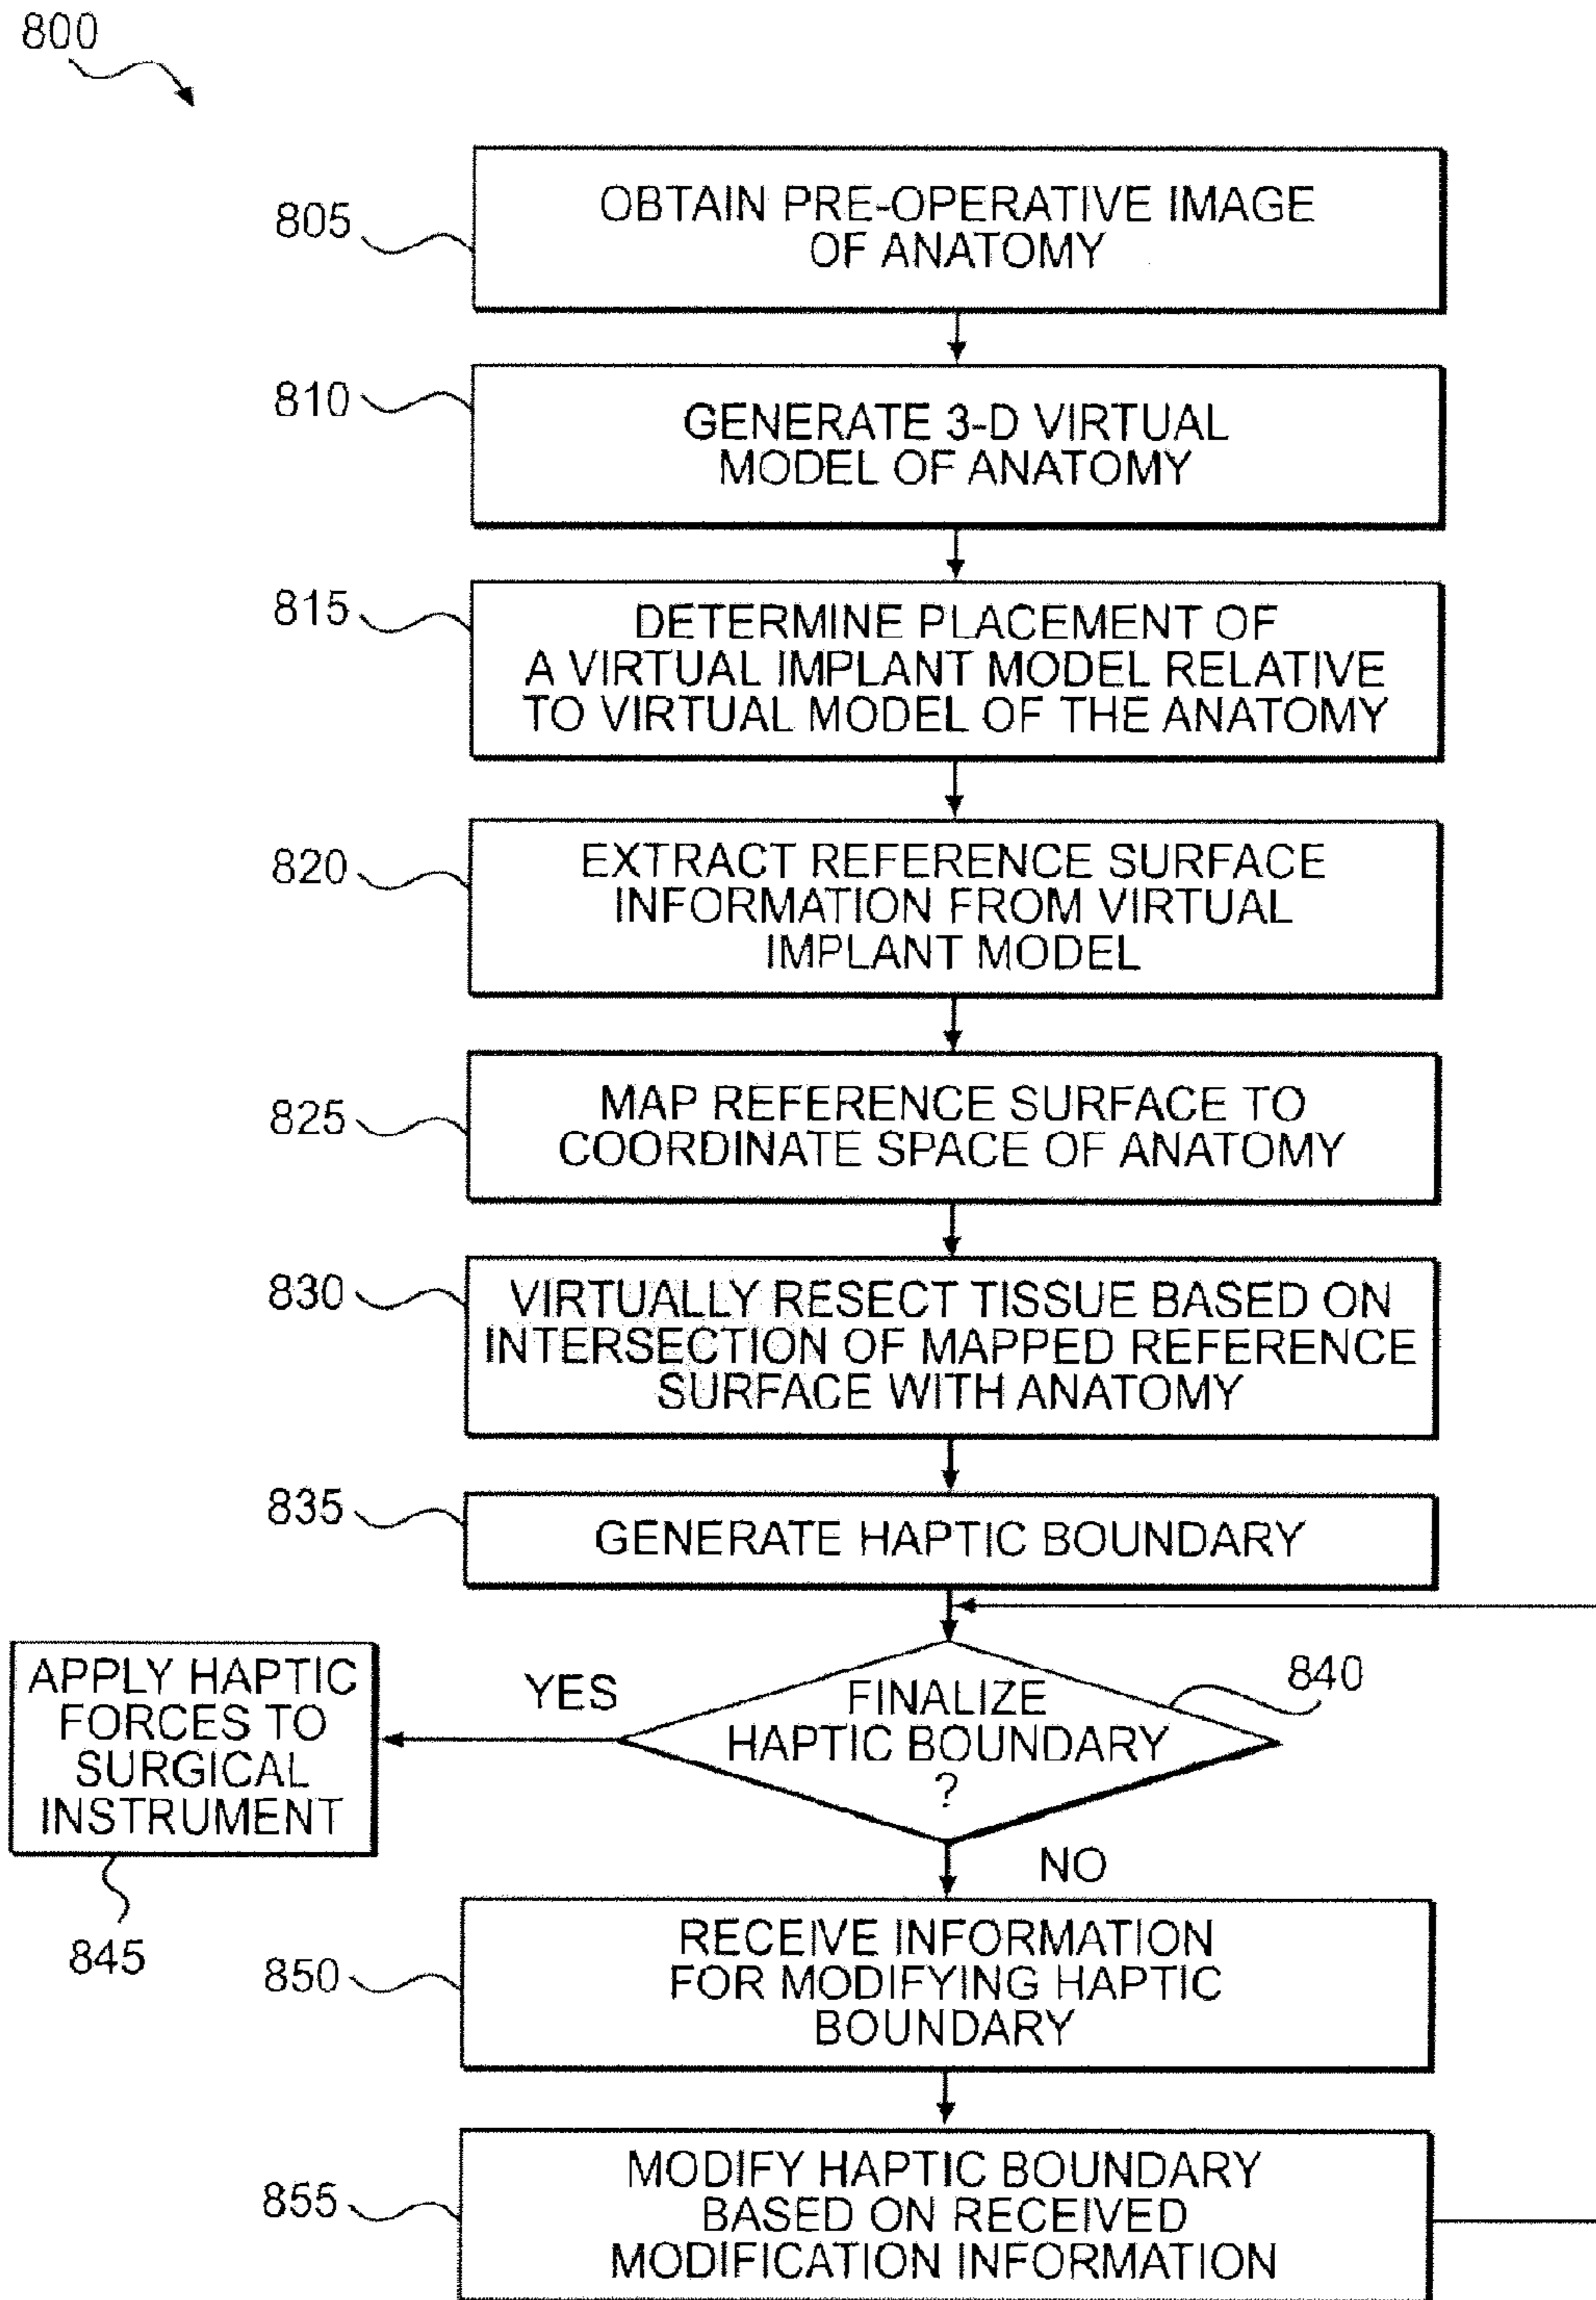 800
805
OBTAIN PRE-OPERATIVE IMAGE
OF ANATOMY
810
GENERATE 3-D VIRTUAL
MODEL OF ANATOMY
815
DETERMINE PLACEMENT OF
A VIRTUAL IMPLANT MODEL RELATIVE
TO VIRTUAL MODEL OF THE ANATOMY
820
EXTRACT REFERENCE SURFACE
INFORMATION FROM VIRTUAL
IMPLANT MODEL
825
MAP REFERENCE SURFACE TO
COORDINATE SPACE OF ANATOMY
830
VIRTUALLY RESECT TISSUE BASED ON
INTERSECTION OF MAPPED REFERENCE
SURFACE WITH ANATOMY
835
GENERATE HAPTIC BOUNDARY
840
FINALIZE
HAPTIC BOUNDARY
?
YES
APPLY HAPTIC
FORCES TO
SURGICAL
INSTRUMENT
845
NO
850
RECEIVE INFORMATION
FOR MODIFYING HAPTIC
BOUNDARY
855
MODIFY HAPTIC BOUNDARY
BASED ON RECEIVED
MODIFICATION INFORMATION